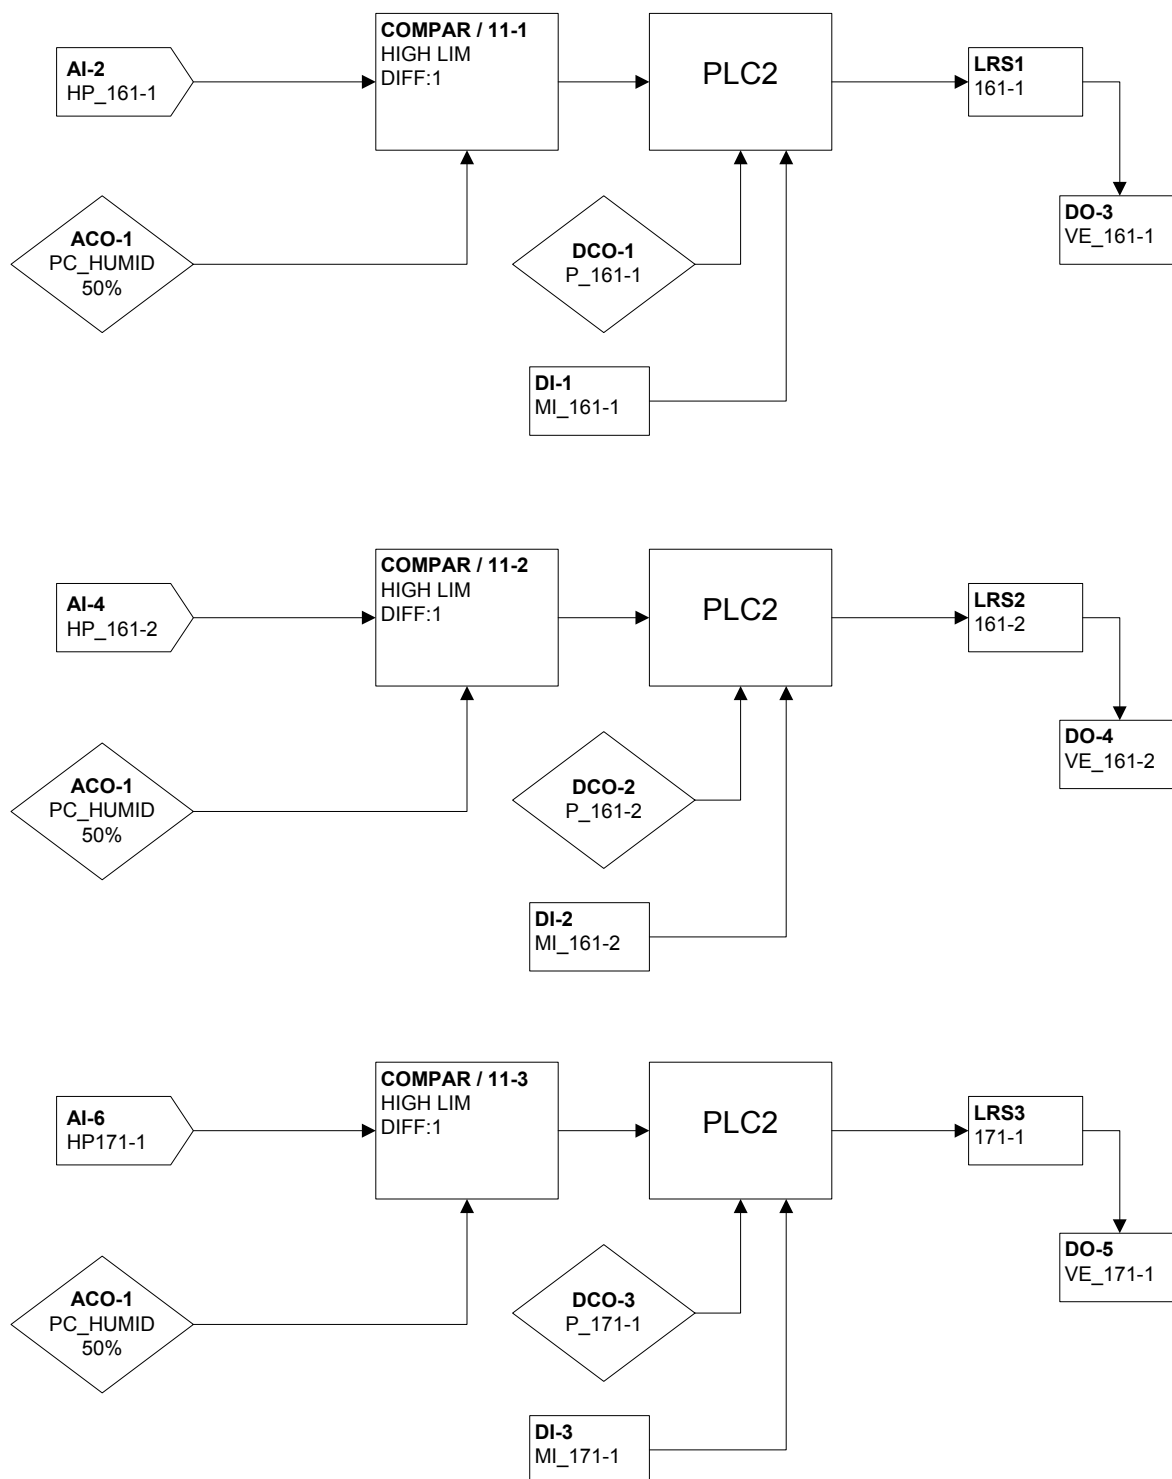 AI-2
HP_161-1
COMPAR / 11-1
HIGH LIM
DIFF:1
PLC2
LRS1
161-1
ACO-1
PC_HUMID
50%
DCO-1
P_161-1
DO-3
VE_161-1
DI-1
MI_161-1
AI-4
HP_161-2
COMPAR / 11-2
HIGH LIM
DIFF:1
PLC2
LRS2
161-2
ACO-1
PC_HUMID
50%
DCO-2
P_161-2
DO-4
VE_161-2
DI-2
MI_161-2
AI-6
HP171-1
COMPAR / 11-3
HIGH LIM
DIFF:1
PLC2
LRS3
171-1
ACO-1
PC_HUMID
50%
DCO-3
P_171-1
DO-5
VE_171-1
DI-3
MI_171-1